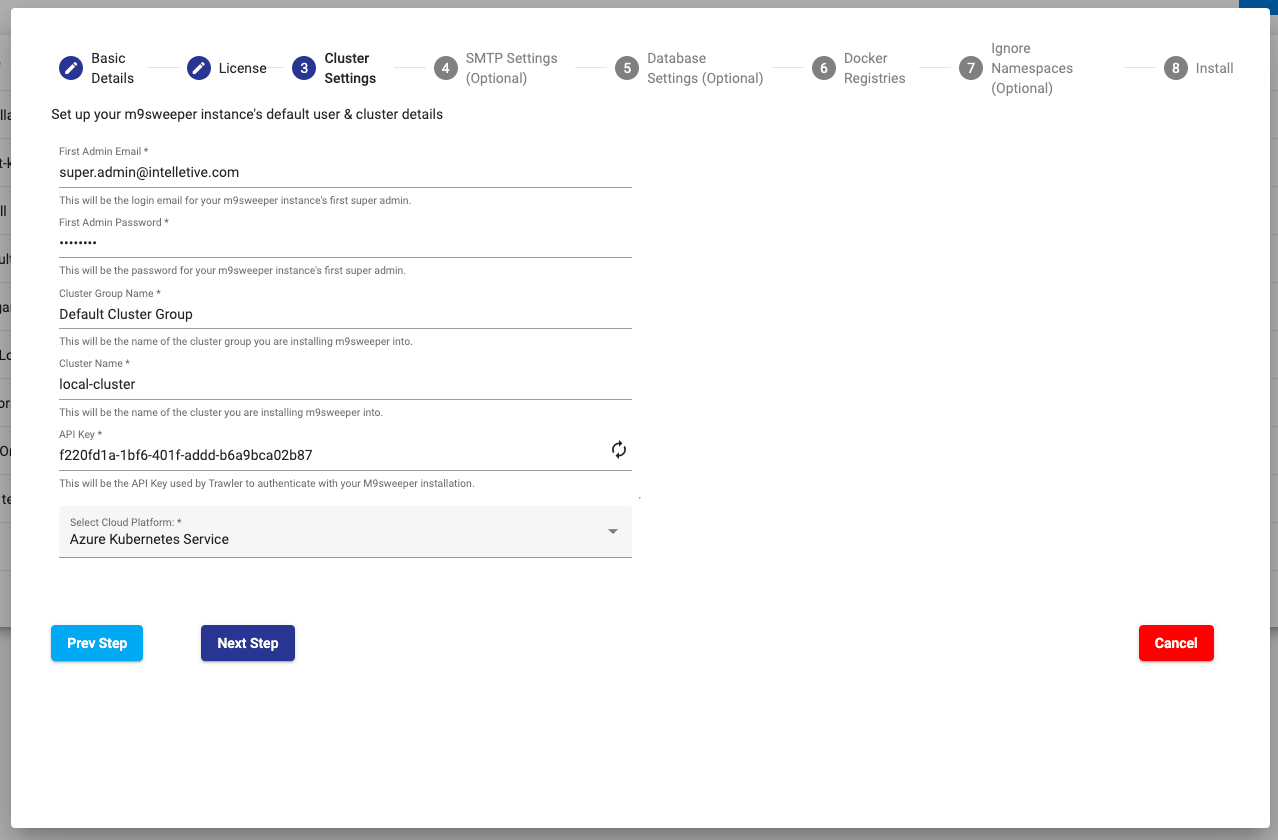 Basic
Details
License
3
Cluster
Settings
4
SMTP Settings
(Optional)
5
Database
Settings (Optional)
6
Docker
Registries
7
Ignore
Namespaces
(Optional)
8
Install
Set up your m9sweeper instance's default user & cluster details
First Admin Email *
super.admin@intelletive.com
This will be the login email for your m9sweeper instance's first super admin.
First Admin Password *
••••••••
This will be the password for your m9sweeper instance's first super admin.
Cluster Group Name *
Default Cluster Group
This will be the name of the cluster group you are installing m9sweeper into.
Cluster Name *
local-cluster
This will be the name of the cluster you are installing m9sweeper into.
API Key *
f220fd1a-1bf6-401f-addd-b6a9bca02b87
This will be the API Key used by Trawler to authenticate with your M9sweeper installation.
Select Cloud Platform: *
Azure Kubernetes Service
Prev Step
Next Step
Cancel